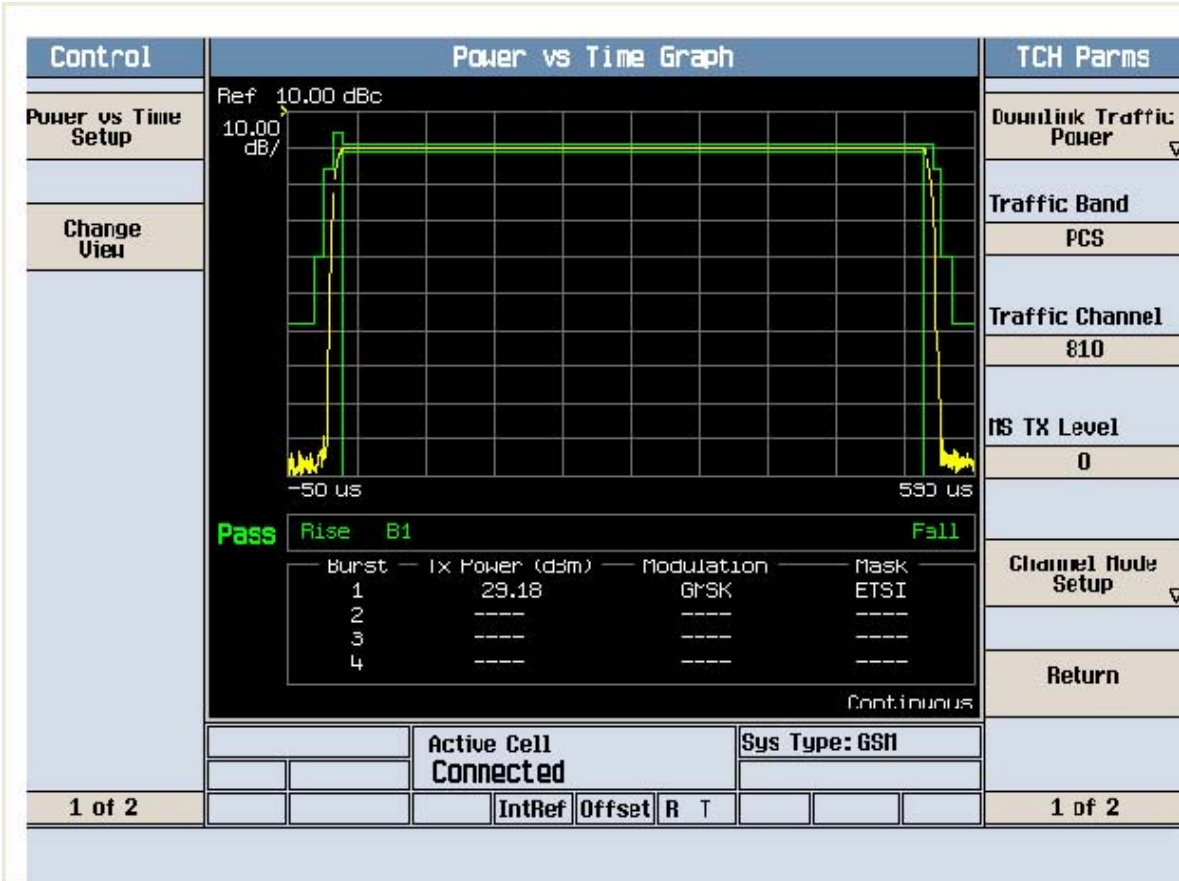 Control
Power vs Time Graph
TCH Parms
Power vs Time
Setup
Change
View
1 of 2
Ref 10.00 dBc
10.00
dB/
-50 us
590 us
Pass
Rise B1 Fall
Burst Tx Power (dBm) Modulation Mask
1 29.18 GMSK ETSI
2 ---- ---- ----
3 ---- ---- ----
4 ---- ---- ----
Continuous
Active Cell
Connected
Sys Type: GSM
IntRef Offset R T
Downlink Traffic
Power
Traffic Band
PCS
Traffic Channel
810
MS TX Level
0
Channel Mode
Setup
Return
1 of 2